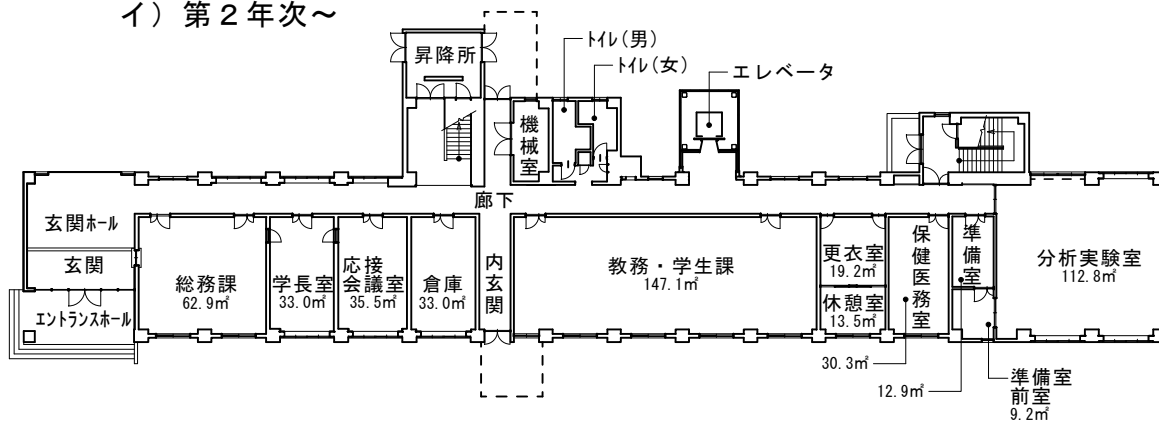 イ）第２年次～
トイレ(男)
トイレ(女)
エレベータ
昇降所
機械室
廊下
玄関ホール
玄関
エントランスホール
総務課
62.9㎡
学長室
33.0㎡
応接
会議室
35.5㎡
倉庫
33.0㎡
内玄関
教務・学生課
147.1㎡
更衣室
19.2㎡
休憩室
13.5㎡
保健医務室
30.3㎡
準備室
12.9㎡
準備室
前室
9.2㎡
分析実験室
112.8㎡